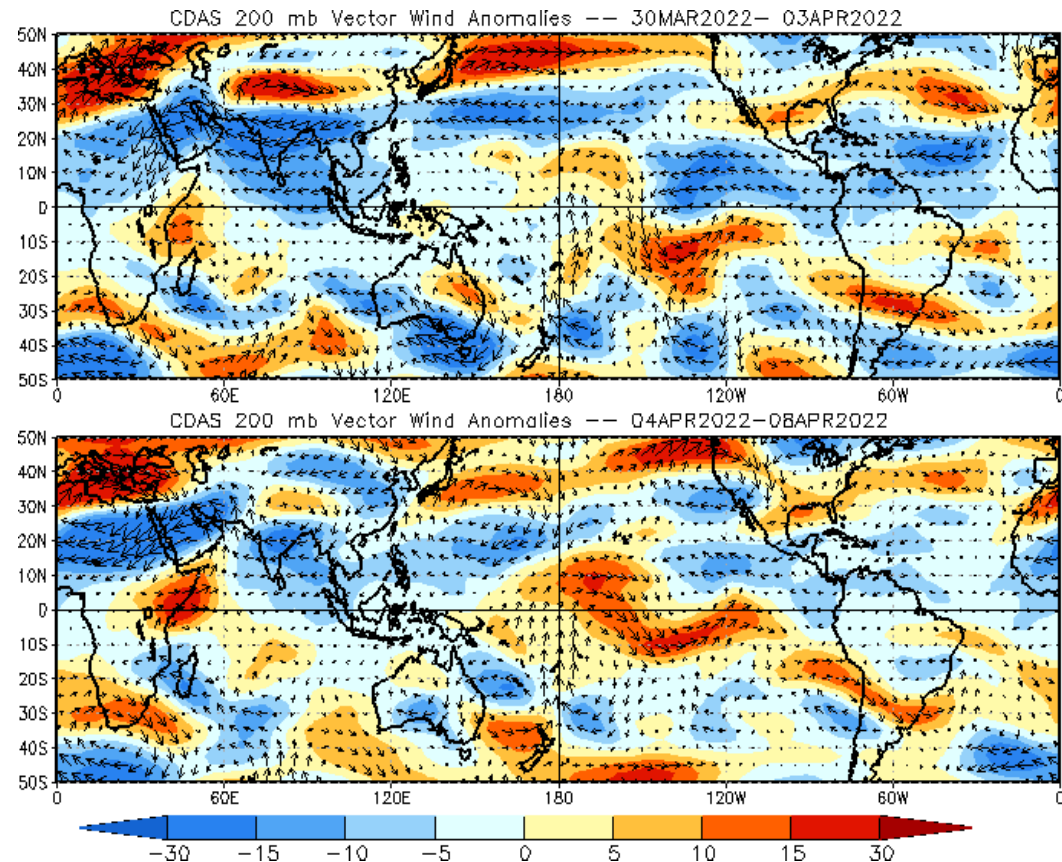 CDAS 200 mb Vector Wind Anomalies -- 30MAR2022- 03APR2022
50N
40N
30N
20N
10N
0
10S
20S
30S
40S
50S
0 60E 120E 180 120W 60W 0
CDAS 200 mb Vector Wind Anomalies -- 04APR2022-08APR2022
50N
40N
30N
20N
10N
0
10S
20S
30S
40S
50S
0 60E 120E 180 120W 60W 0
-30 -15 -10 -5 0 5 10 15 30